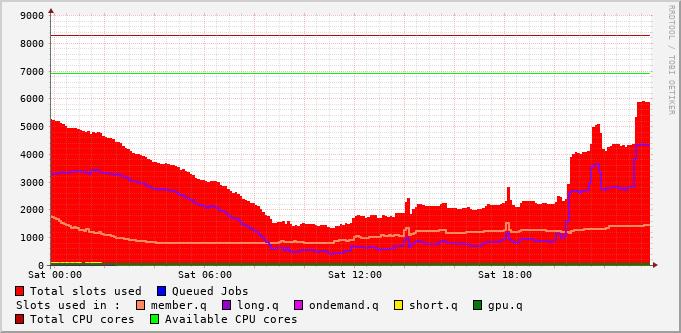 9000
8000
7000
6000
5000
4000
3000
2000
1000
0
Sat 00:00 Sat 06:00 Sat 12:00 Sat 18:00
Total slots used Queued Jobs
Slots used in : member.q long.q ondemand.q short.q gpu.q
Total CPU cores Available CPU cores
RRDTOOL / TOBI OETIKER